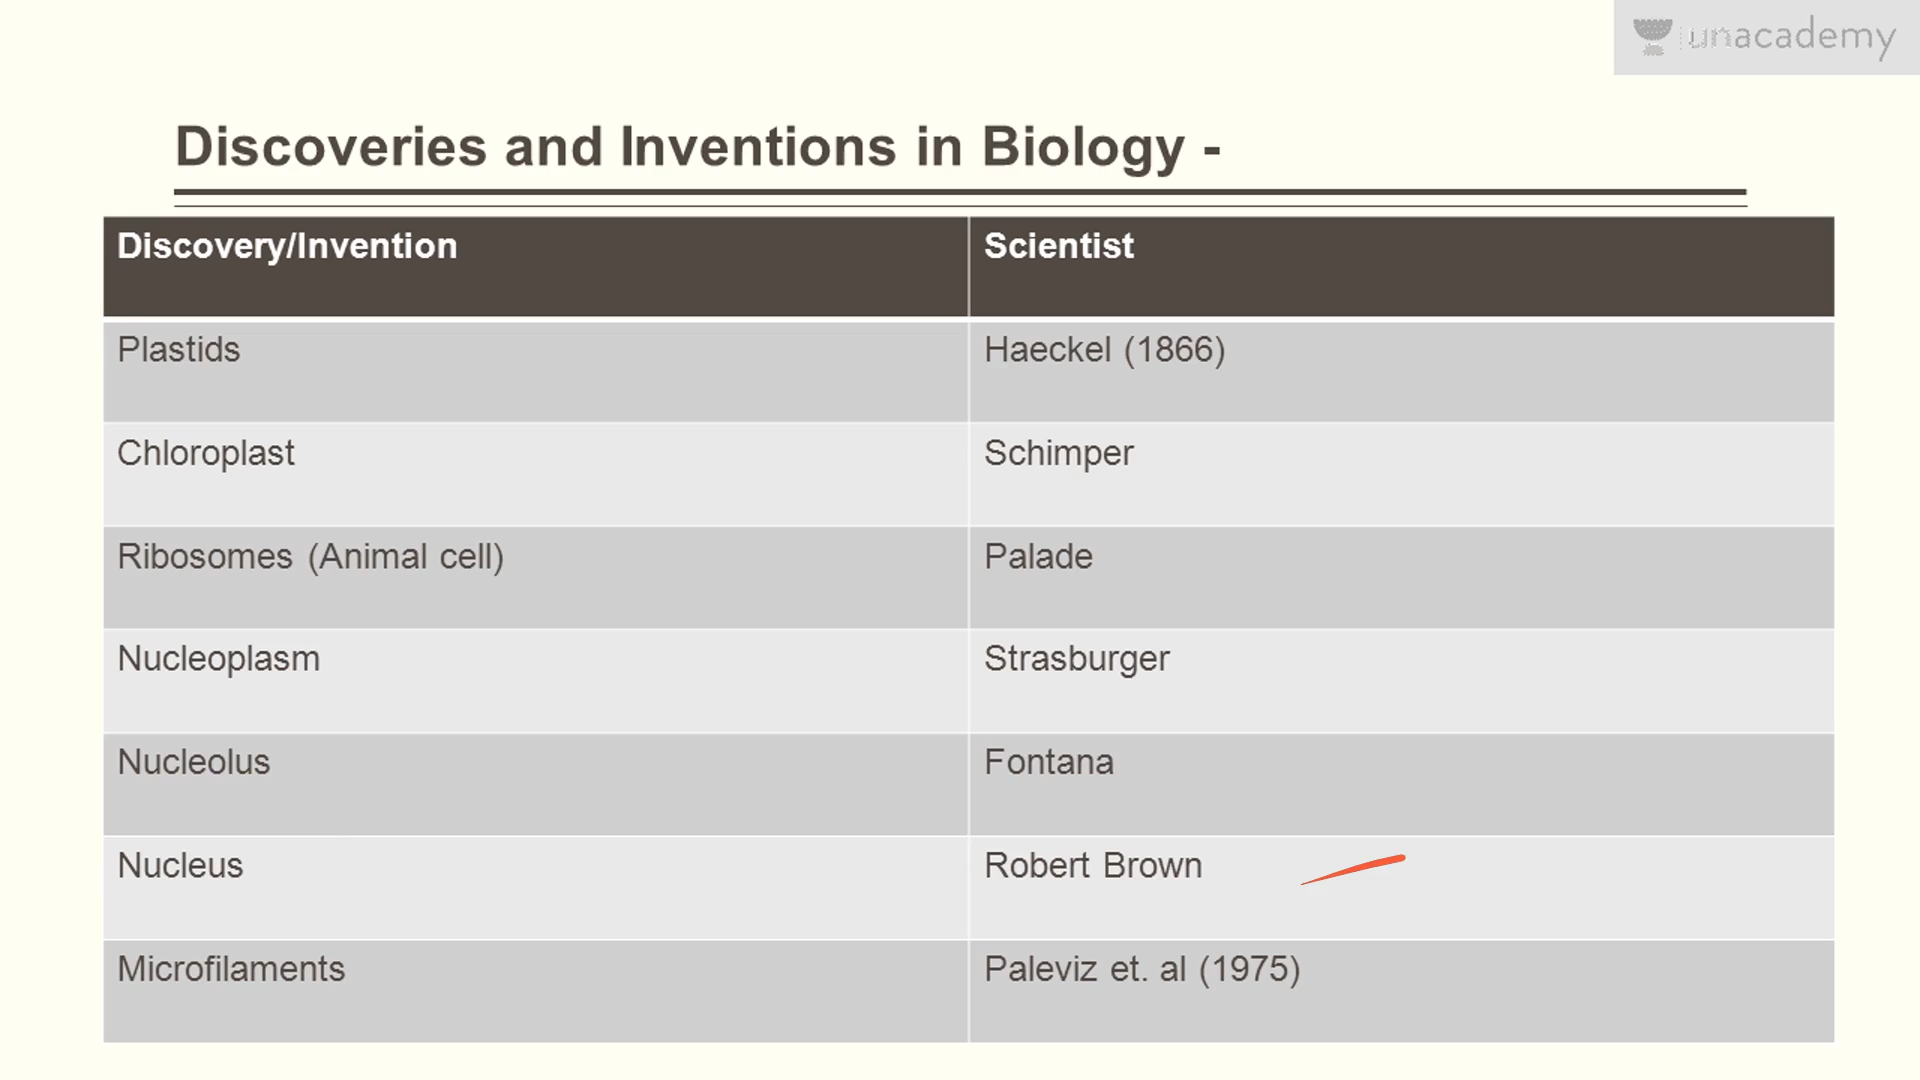 unacademy
Discoveries and Inventions in Biology -
Discovery/Invention Scientist
Plastids Haeckel (1866)
Chloroplast Schimper
Ribosomes (Animal cell) Palade
Nucleoplasm Strasburger
Nucleolus Fontana
Nucleus Robert Brown
Microfilaments Paleviz et. al (1975)